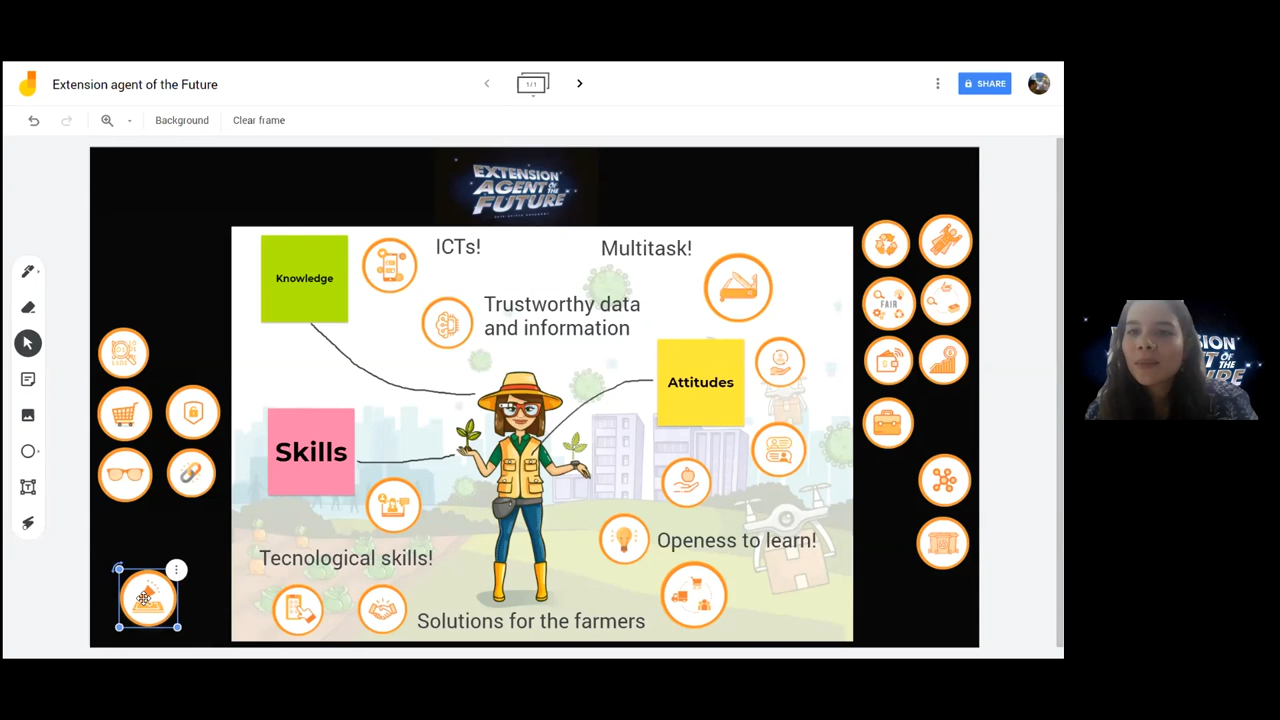 Extension agent of the Future
1/1
SHARE
Background
Clear frame
EXTENSION
AGENT OF THE
FUTURE
Knowledge
ICTs!
Multitask!
Trustworthy data
and information
FAIR
Attitudes
Skills
Tecnological skills!
Openess to learn!
Solutions for the farmers